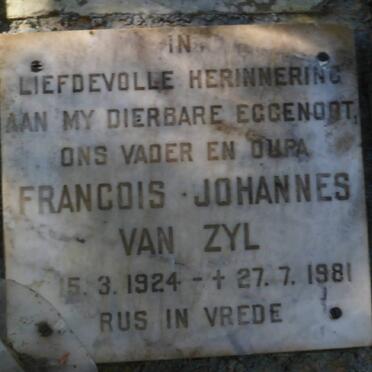 IN
LIEFDEVOLLE HERINNERING
AAN MY DIERBARE EGGENOOT,
ONS VADER EN OUPA
FRANCOIS JOHANNES
VAN ZYL
15.3.1924 - † 27.7.1981
RUS IN VREDE